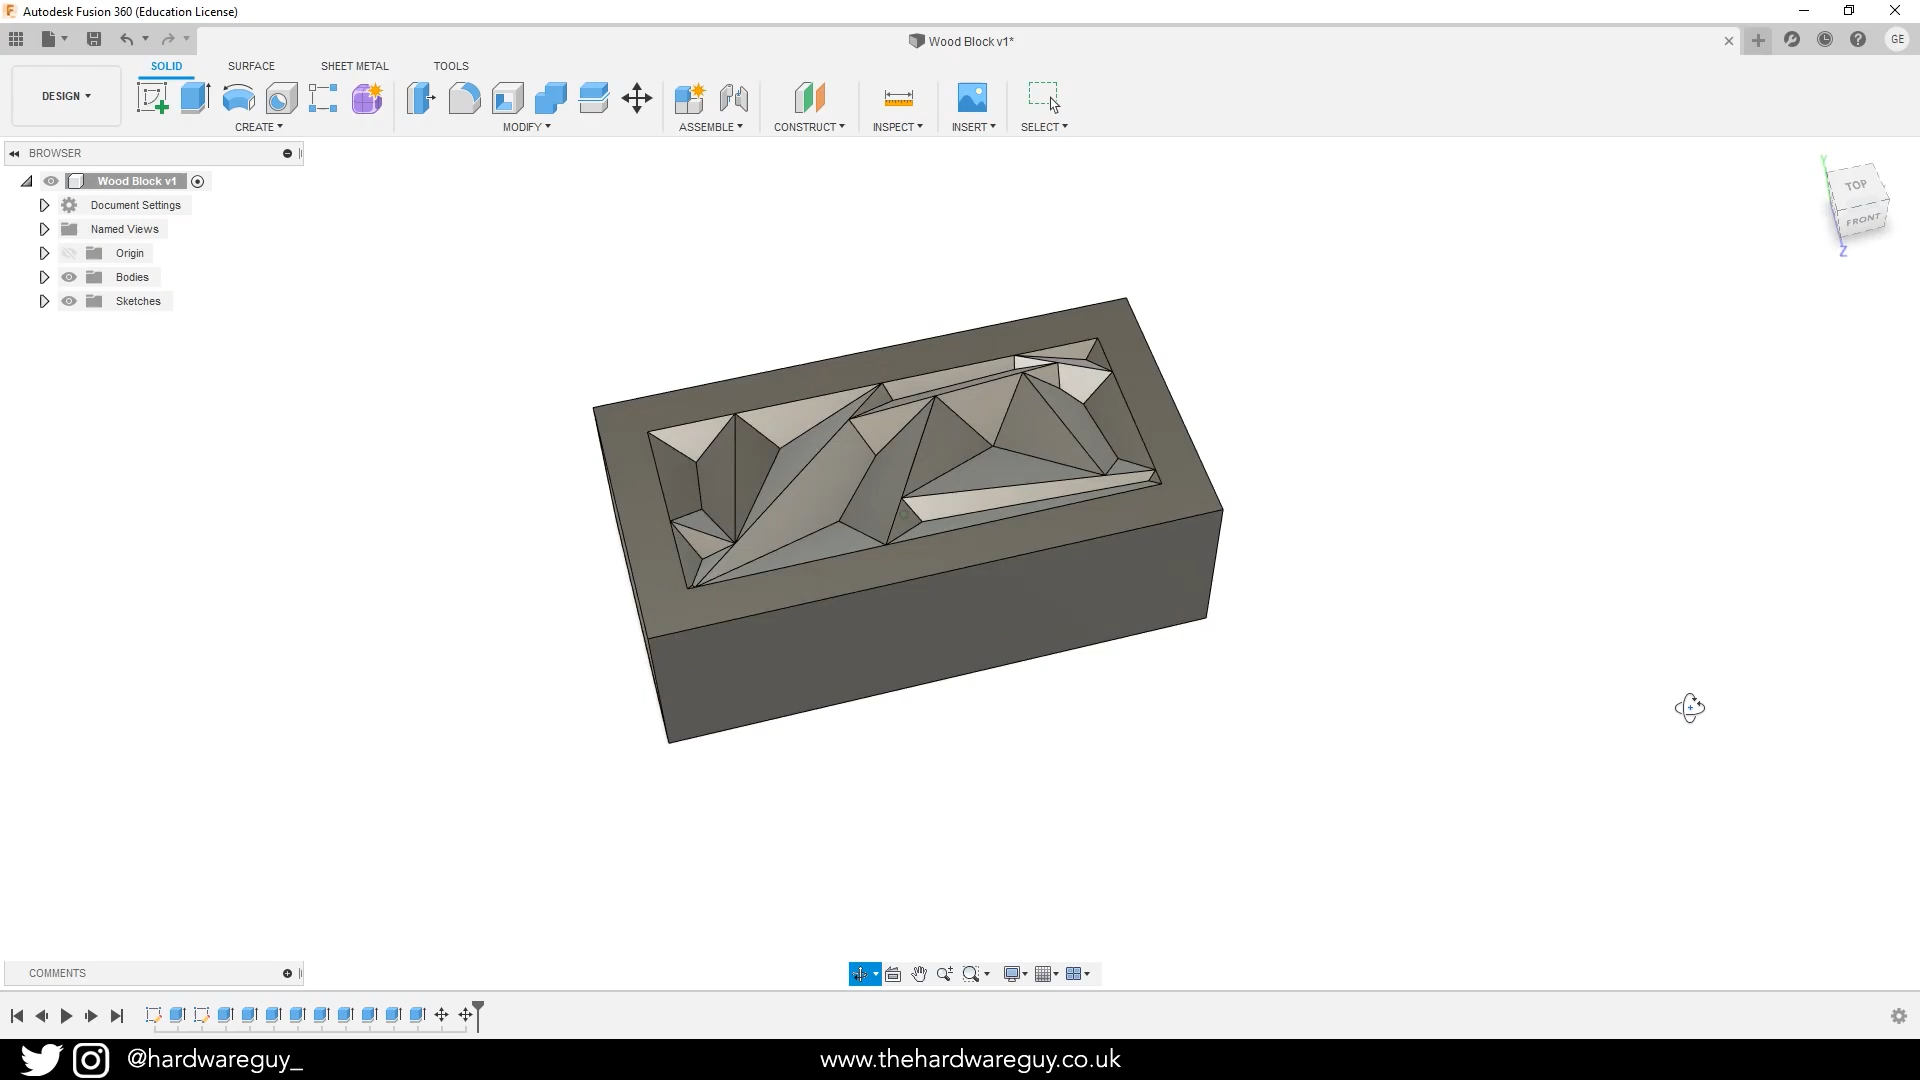 Autodesk Fusion 360 (Education License)
Wood Block v1*
GE
DESIGN
SOLID
SURFACE
SHEET METAL
TOOLS
CREATE
MODIFY
ASSEMBLE
CONSTRUCT
INSPECT
INSERT
SELECT
BROWSER
Wood Block v1
Document Settings
Named Views
Origin
Bodies
Sketches
Y
TOP
FRONT
Z
COMMENTS
@hardwareguy_
www.thehardwareguy.co.uk